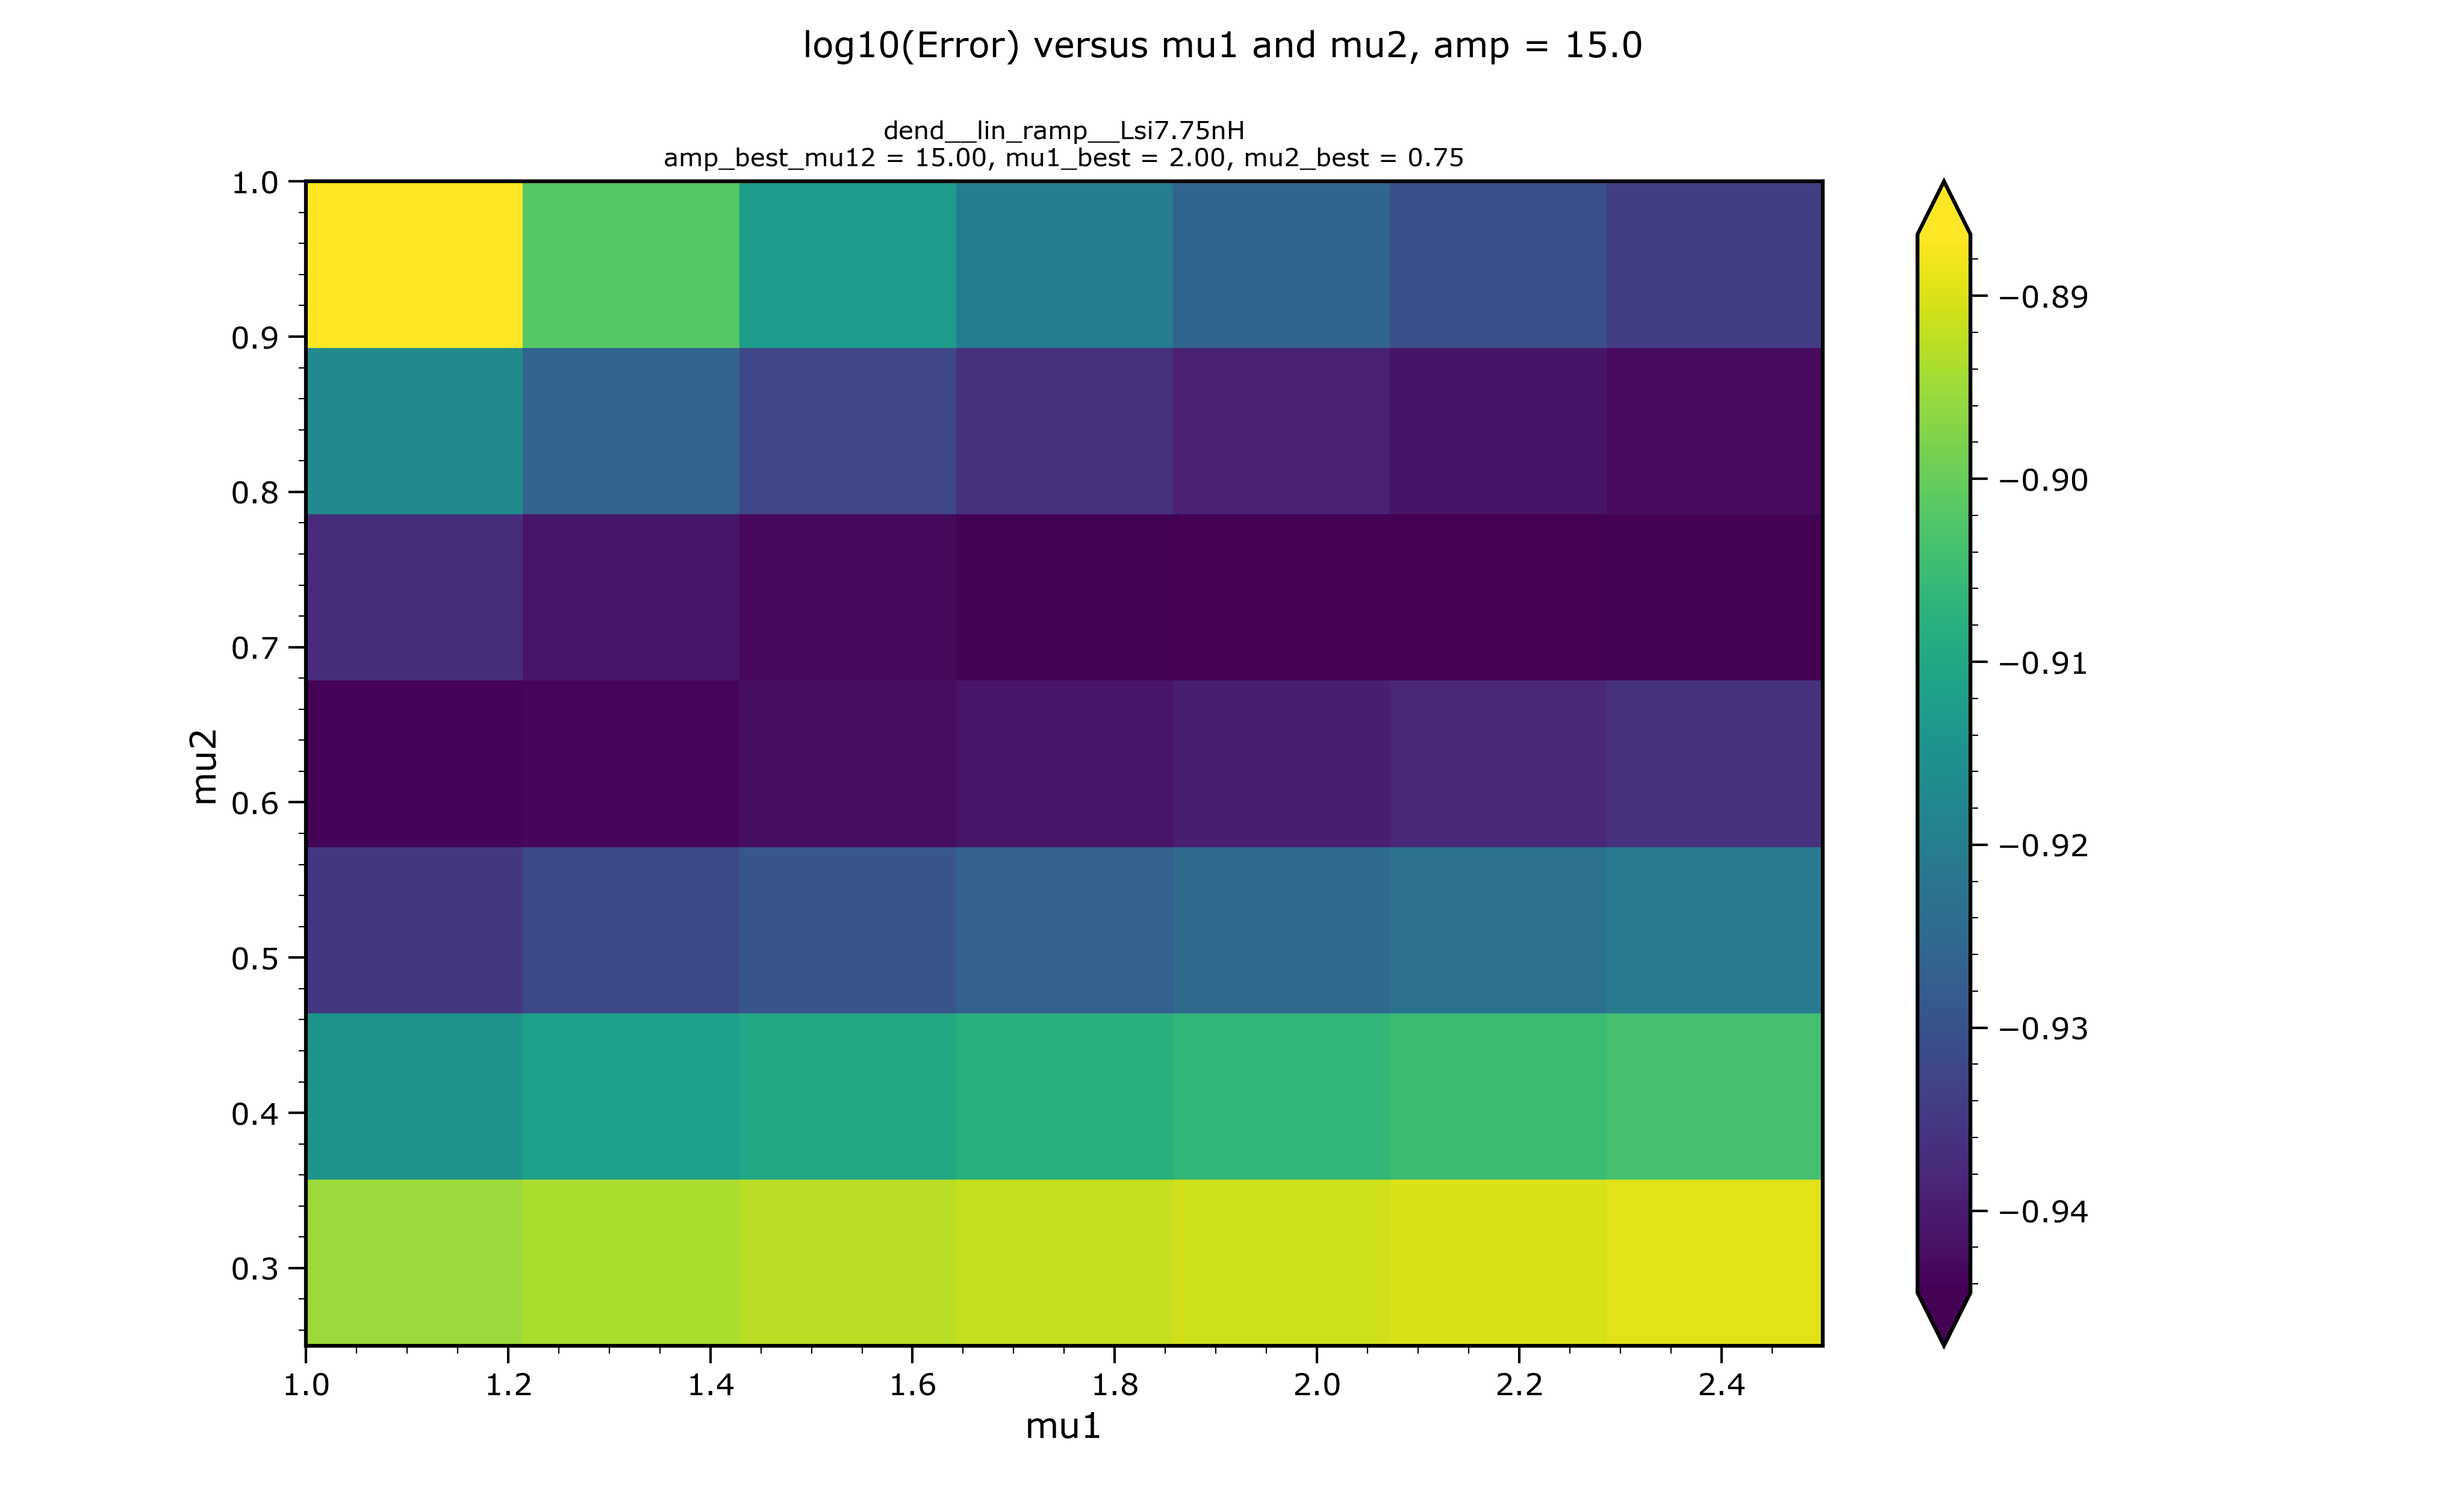 log10(Error) versus mu1 and mu2, amp = 15.0
dend__lin_ramp__Lsi7.75nH
amp_best_mu12 = 15.00, mu1_best = 2.00, mu2_best = 0.75
1.0
0.9
0.8
0.7
0.6
0.5
0.4
0.3
mu2
1.0 1.2 1.4 1.6 1.8 2.0 2.2 2.4
mu1
−0.89
−0.90
−0.91
−0.92
−0.93
−0.94